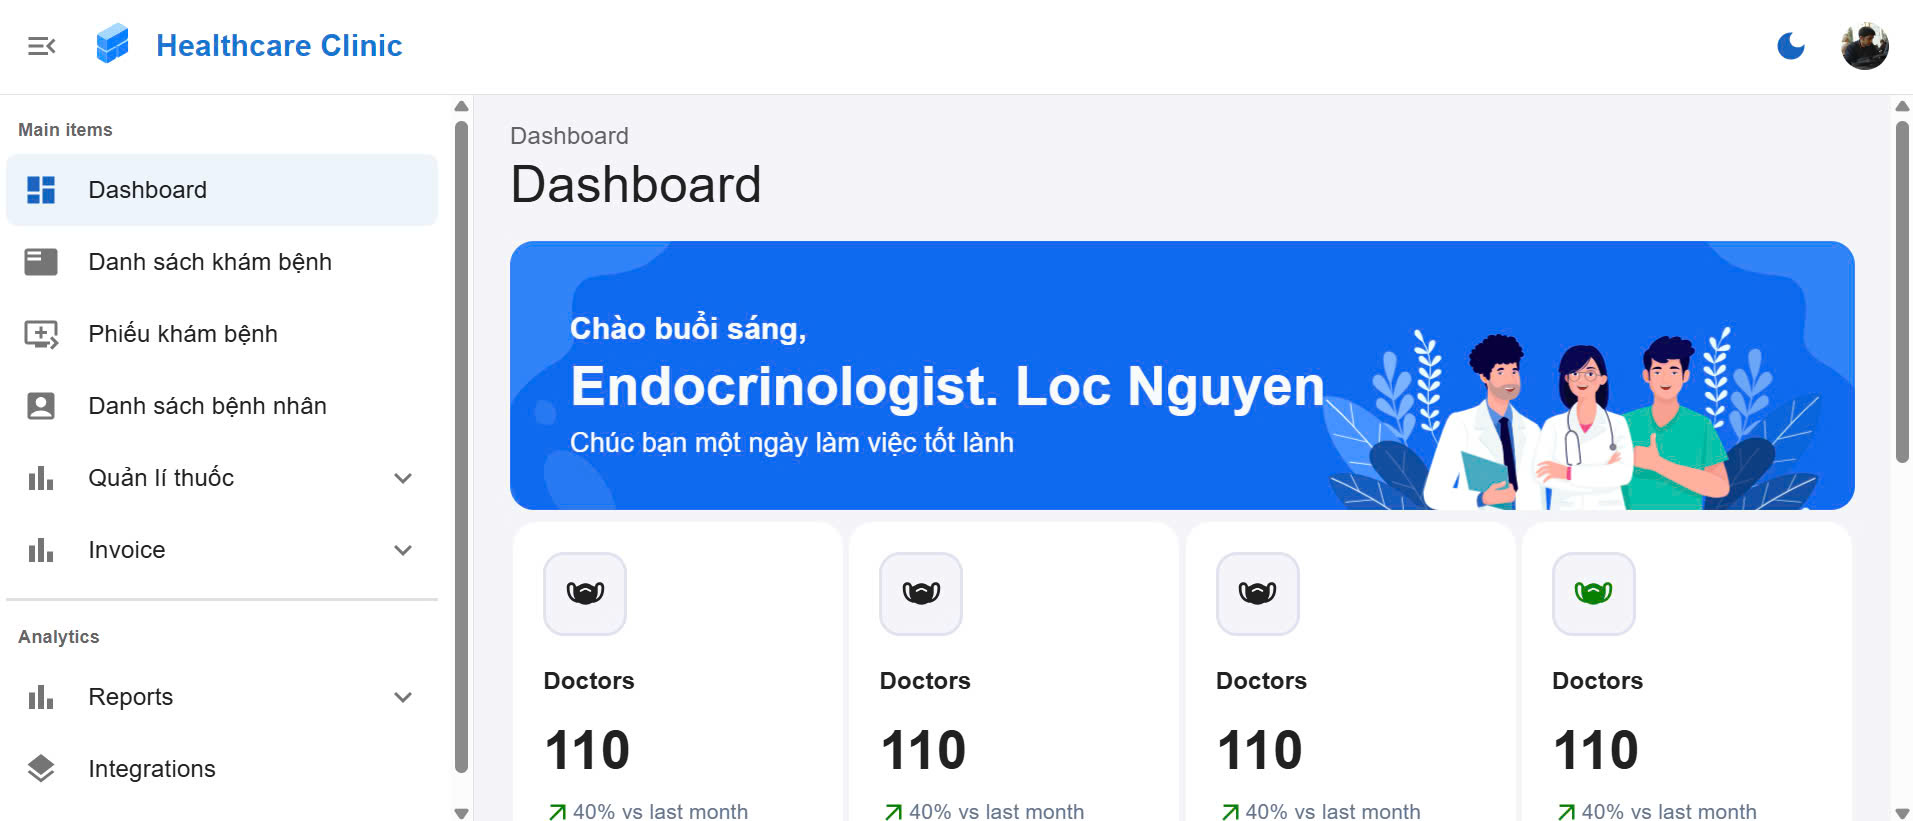 Healthcare Clinic
Main items
Dashboard
Danh sách khám bệnh
Phiếu khám bệnh
Danh sách bệnh nhân
Quản lí thuốc
Invoice
Analytics
Reports
Integrations
Dashboard
Dashboard
Chào buổi sáng,
Endocrinologist. Loc Nguyen
Chúc bạn một ngày làm việc tốt lành
Doctors
110
40% vs last month
Doctors
110
40% vs last month
Doctors
110
40% vs last month
Doctors
110
40% vs last month